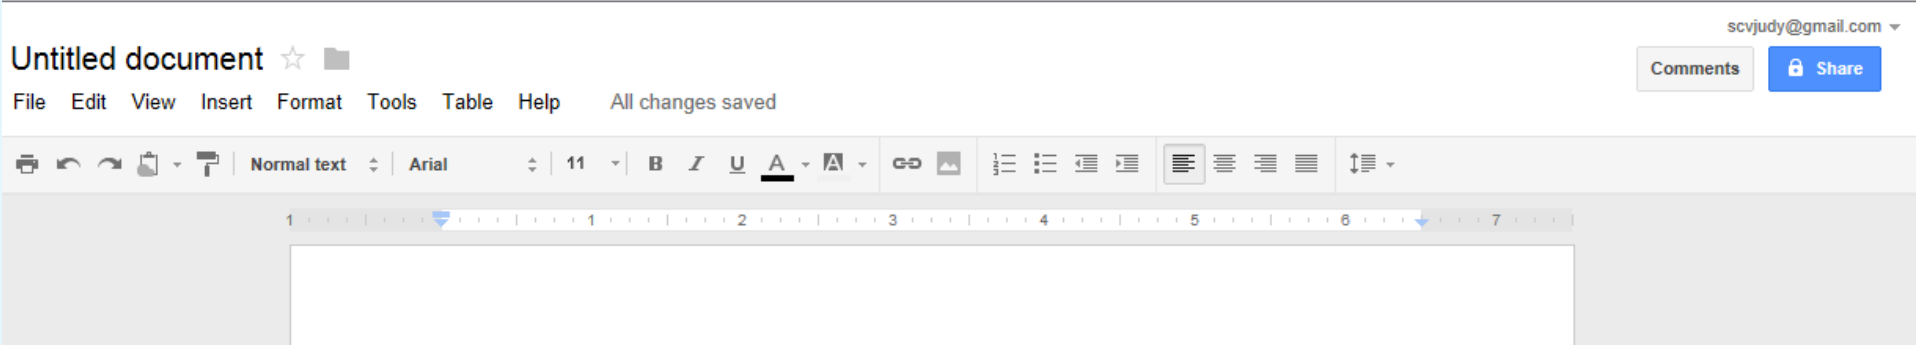 scvjudy@gmail.com
Untitled document
Comments Share
File Edit View Insert Format Tools Table Help All changes saved
Normal text Arial 11 B I U A A
1 1 2 3 4 5 6 7